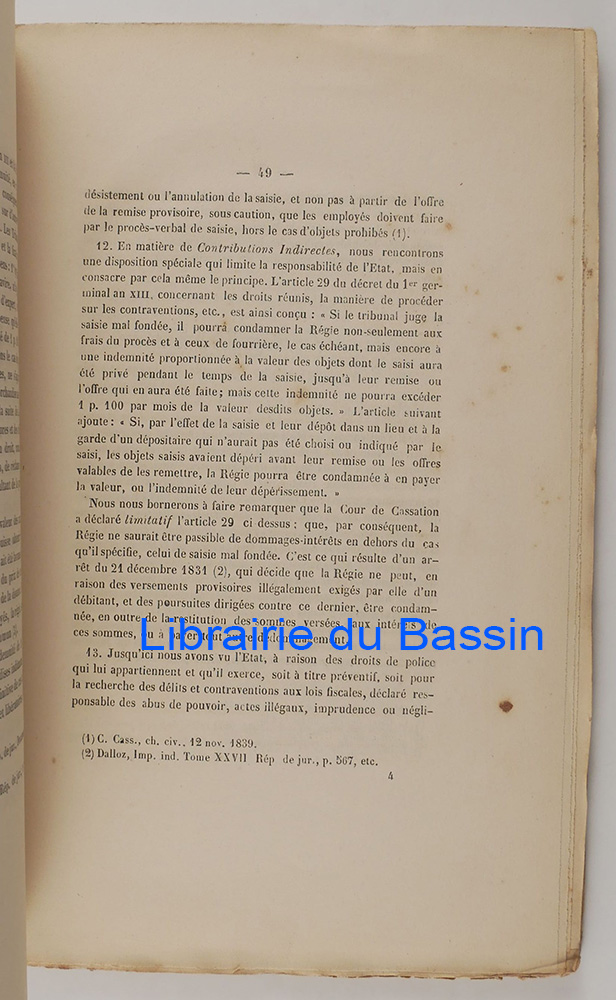 — 49 —
désistement ou l'annulation de la saisie, et non pas à partir de l'offre
de la remise provisoire, sous caution, que les employés doivent faire
par le procès-verbal de saisie, hors le cas d'objets prohibés (1).
12. En matière de Contributions Indirectes, nous rencontrons
une disposition spéciale qui limite la responsabilité de l'Etat, mais en
consacre par cela même le principe. L'article 29 du décret du 1er ger-
minal an XIII, concernant les droits réunis, la manière de procéder
sur les contraventions, etc., est ainsi conçu : « Si le tribunal juge la
saisie mal fondée, il pourra condamner la Régie non-seulement aux
frais du procès et à ceux de fourrière, le cas échéant, mais encore à
une indemnité proportionnée à la valeur des objets dont le saisi aura
été privé pendant le temps de la saisie, jusqu'à leur remise ou
l'offre qui en aura été faite; mais cette indemnité ne pourra excéder
1 p. 100 par mois de la valeur desdits objets. » L'article suivant
ajoute : « Si, par l'effet de la saisie et leur dépôt dans un lieu et à la
garde d'un dépositaire qui n'aurait pas été choisi ou indiqué par le
saisi, les objets saisis avaient dépéri avant leur remise ou les offres
valables de les remettre, la Régie pourra être condamnée à en payer
la valeur, ou l'indemnité de leur dépérissement. »
Nous nous bornerons à faire remarquer que la Cour de Cassation
a déclaré limitatif l'article 29 ci dessus ; que, par conséquent, la
Régie ne saurait être passible de dommages-intérêts en dehors du cas
qu'il spécifie, celui de saisie mal fondée. C'est ce qui résulte d'un ar-
rêt du 21 décembre 1831 (2), qui décide que la Régie ne peut, en
raison des versements provisoires illégalement exigés par elle d'un
débitant, et des poursuites dirigées contre ce dernier, être condam-
née, en outre de la restitution des sommes versées, aux intérêts de
ces sommes, ou à payer tout autre dédommagement.
Librairie du Bassin
13. Jusqu'ici nous avons vu l'Etat, à raison des droits de police
qui lui appartiennent et qu'il exerce, soit à titre préventif, soit pour
la recherche des délits et contraventions aux lois fiscales, déclaré res-
ponsable des abus de pouvoir, actes illégaux, imprudence ou négli-
(1) C. Cass., ch. civ., 12 nov. 1839.
(2) Dalloz, Imp. ind. Tome XXVII Rép de jur., p. 567, etc.
4